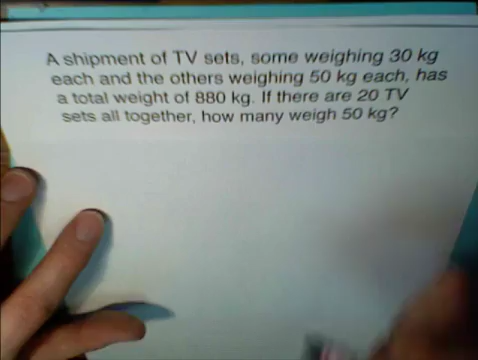 A shipment of TV sets, some weighing 30 kg
each and the others weighing 50 kg each, has
a total weight of 880 kg. If there are 20 TV
sets all together, how many weigh 50 kg?